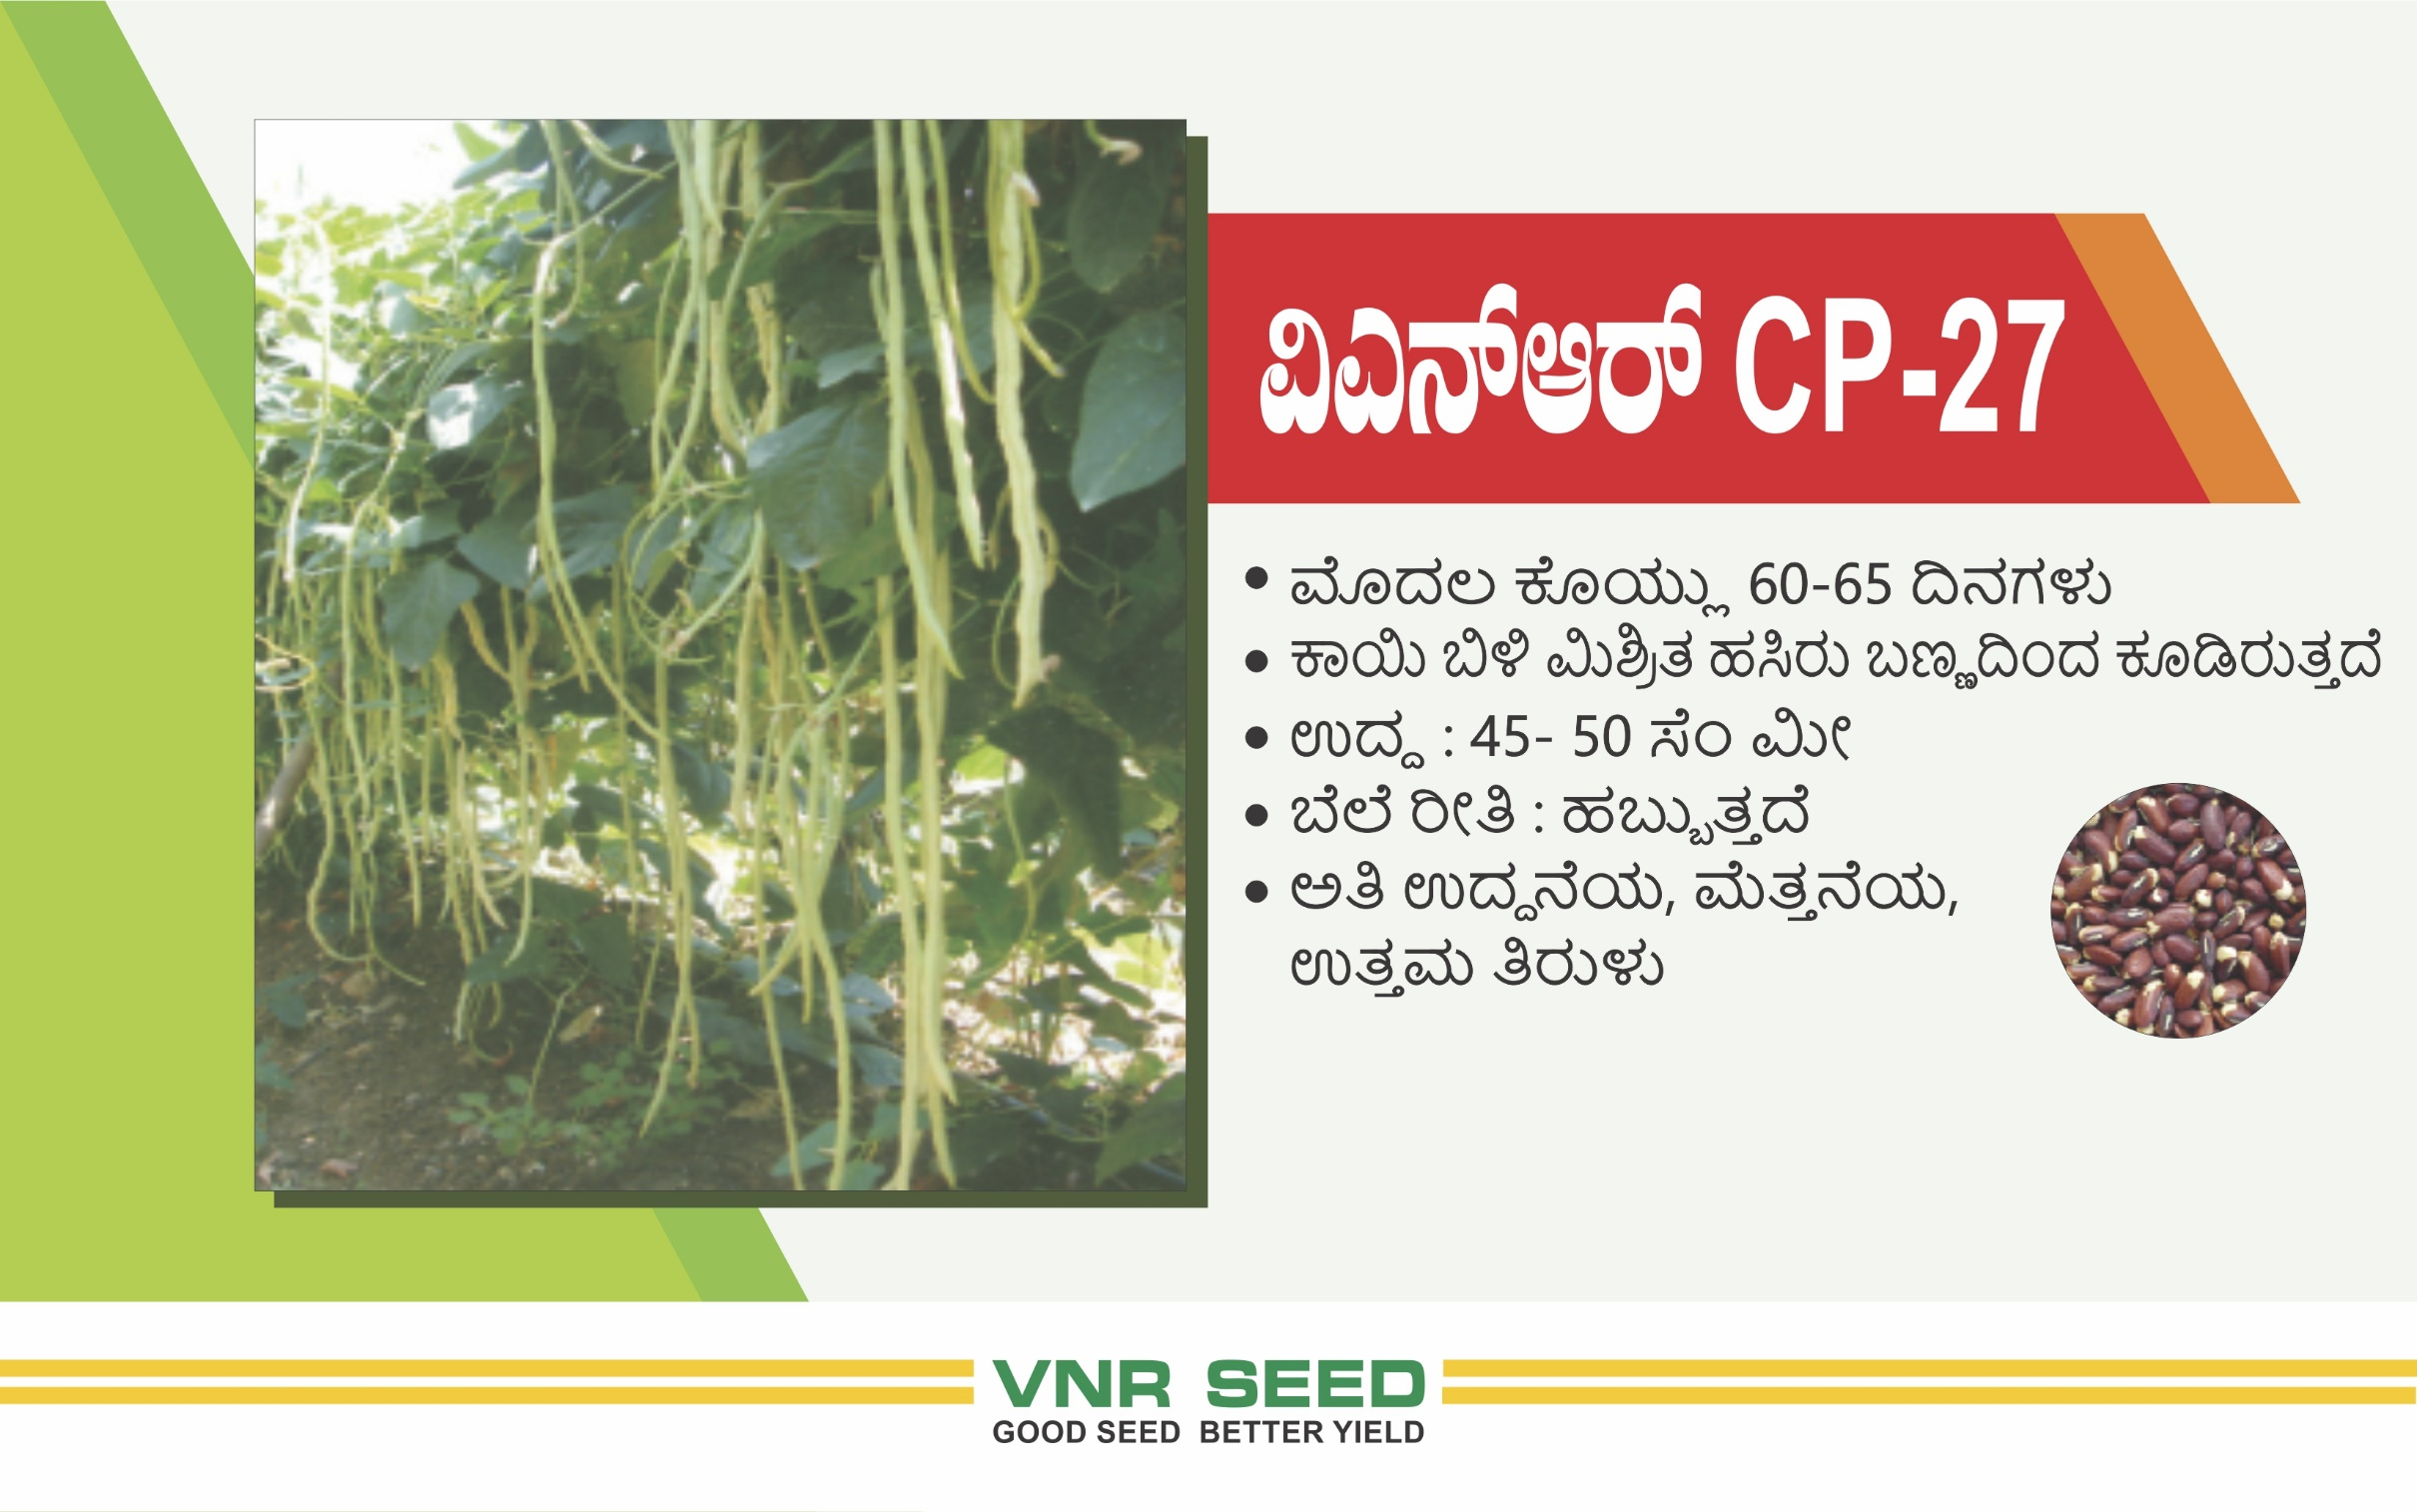 ವಿಎನ್ಆರ್ CP-27
• ಮೊದಲ ಕೊಯ್ಲು 60-65 ದಿನಗಳು
• ಕಾಯಿ ಬಿಳಿ ಮಿಶ್ರಿತ ಹಸಿರು ಬಣ್ಣದಿಂದ ಕೂಡಿರುತ್ತದೆ
• ಉದ್ದ : 45- 50 ಸೆಂ ಮೀ
• ಬೆಲೆ ರೀತಿ : ಹಬ್ಬುತ್ತದೆ
• ಅತಿ ಉದ್ದನೆಯ, ಮೆತ್ತನೆಯ,
ಉತ್ತಮ ತಿರುಳು
VNR SEED
GOOD SEED BETTER YIELD